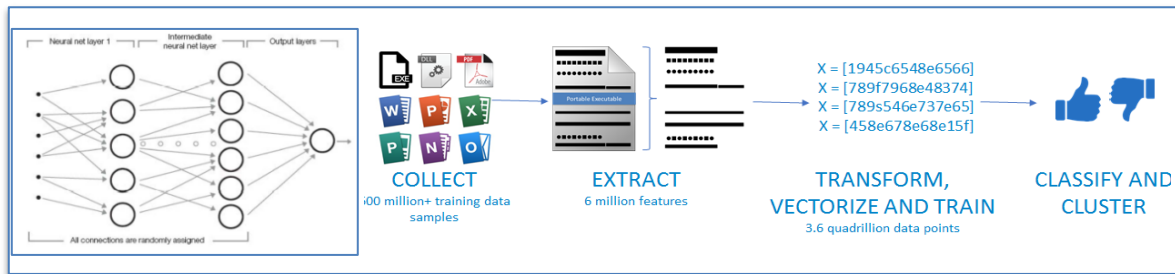 Neural net layer 1
Intermediate
neural net layer
Output layers
All connections are randomly assigned
EXE
DLL
PDF
Adobe
W
P
X
P
N
O
COLLECT
500 million+ training data
samples
Portable Executable
EXTRACT
6 million features
X = [1945c6548e6566]
X = [789f7968e48374]
X = [789s546e737e65]
X = [458e678e68e15f]
TRANSFORM,
VECTORIZE AND TRAIN
3.6 quadrillion data points
CLASSIFY AND
CLUSTER